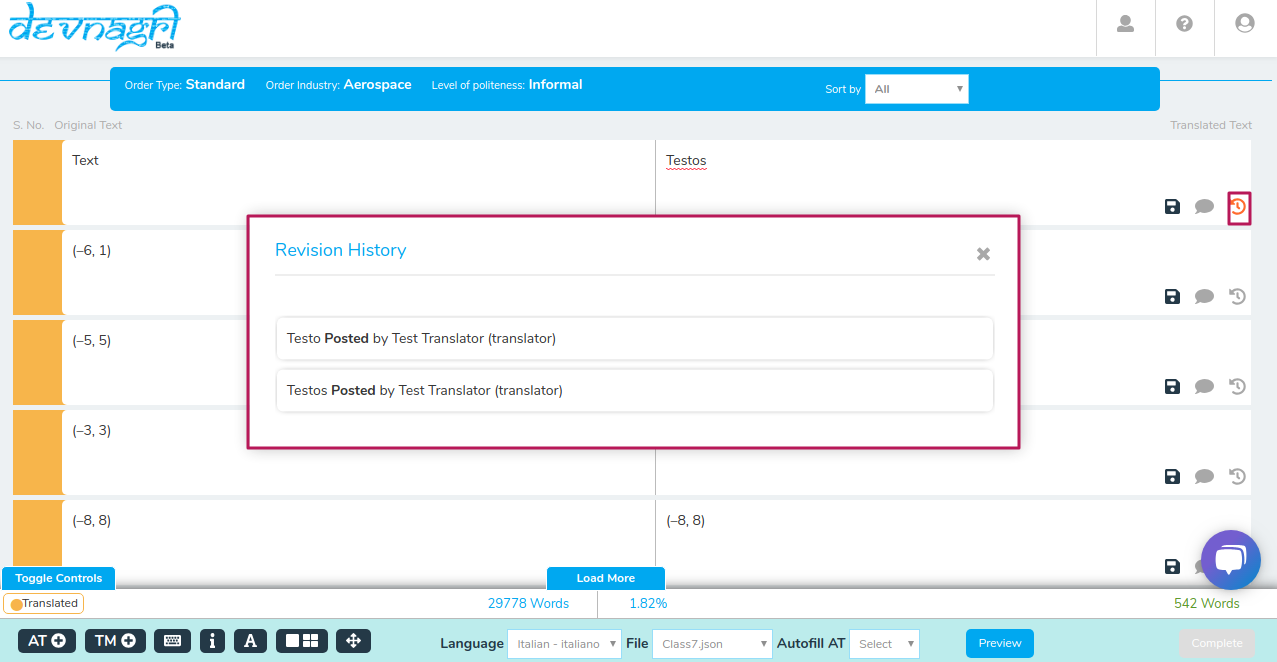 devnagri
Beta
Order Type: Standard Order Industry: Aerospace Level of politeness: Informal Sort by All
S. No. Original Text Translated Text
Text Testos
(–6, 1)
Revision History
Testo Posted by Test Translator (translator)
Testos Posted by Test Translator (translator)
(–5, 5)
(–3, 3)
(–8, 8) (–8, 8)
Toggle Controls Load More
Translated 29778 Words 1.82% 542 Words
AT TM A Language Italian - italiano File Class7.json Autofill AT Select Preview Complete